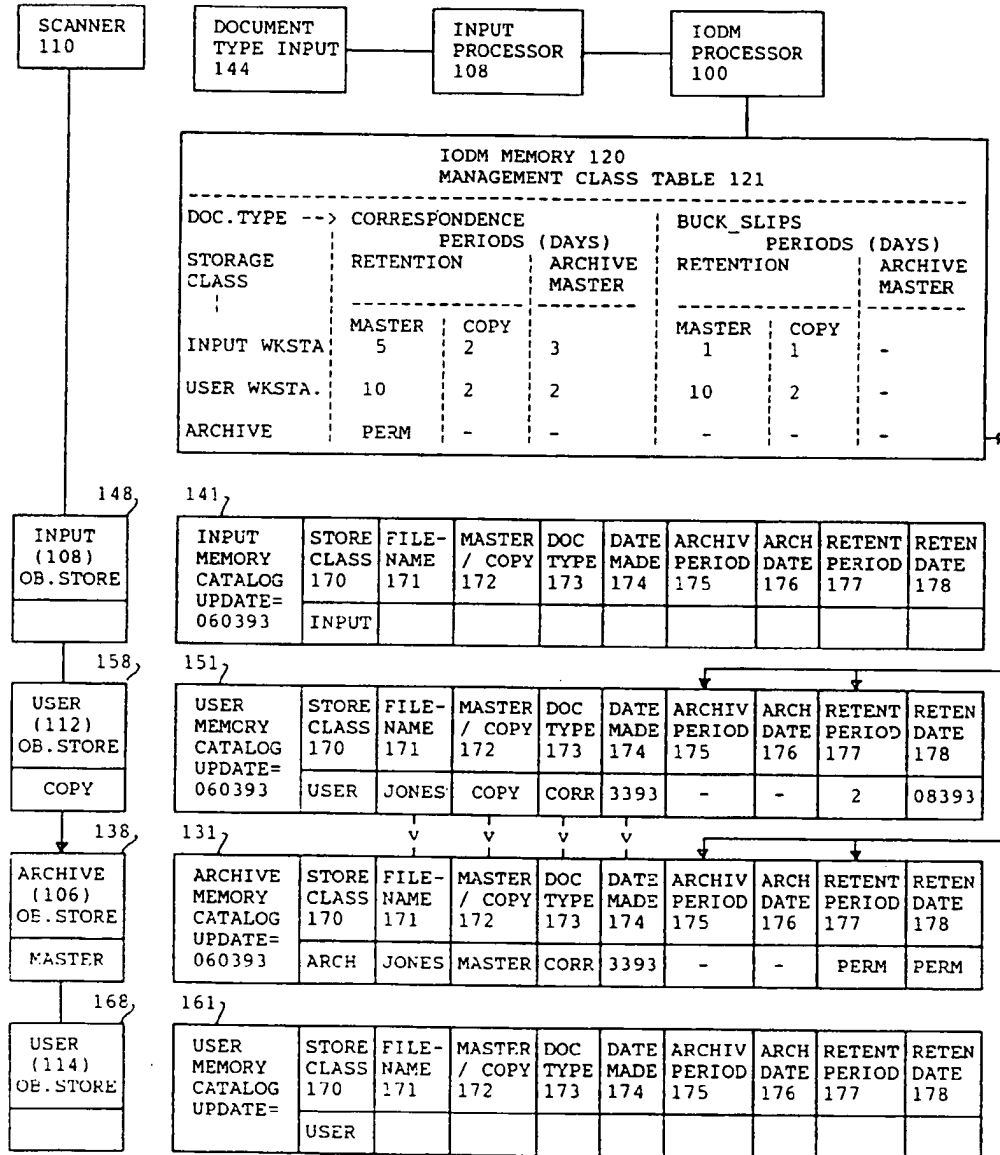 SCANNER
110
DOCUMENT
TYPE INPUT
144
INPUT
PROCESSOR
108
IODM
PROCESSOR
100
IODM MEMORY 120
MANAGEMENT CLASS TABLE 121
DOC.TYPE --> CORRESPONDENCE BUCK_SLIPS
PERIODS (DAYS) PERIODS (DAYS)
STORAGE RETENTION ARCHIVE RETENTION ARCHIVE
CLASS MASTER MASTER
MASTER COPY MASTER COPY
INPUT WKSTA 5 2 3 1 1 -
USER WKSTA. 10 2 2 10 2 -
ARCHIVE PERM - - - - -
148
INPUT
(108)
OB.STORE
141
INPUT STORE FILE- MASTER DOC DATE ARCHIV ARCH RETENT RETEN
MEMORY CLASS NAME / COPY TYPE MADE PERIOD DATE PERIOD DATE
CATALOG 170 171 172 173 174 175 176 177 178
UPDATE=
060393 INPUT
158
USER
(112)
OB.STORE
COPY
151
USER STORE FILE- MASTER DOC DATE ARCHIV ARCH RETENT RETEN
MEMORY CLASS NAME / COPY TYPE MADE PERIOD DATE PERIOD DATE
CATALOG 170 171 172 173 174 175 176 177 178
UPDATE=
060393 USER JONES COPY CORR 3393 - - 2 08393
v v v v
138
ARCHIVE
(106)
OB.STORE
MASTER
131
ARCHIVE STORE FILE- MASTER DOC DATE ARCHIV ARCH RETENT RETEN
MEMORY CLASS NAME / COPY TYPE MADE PERIOD DATE PERIOD DATE
CATALOG 170 171 172 173 174 175 176 177 178
UPDATE=
060393 ARCH JONES MASTER CORR 3393 - - PERM PERM
168
USER
(114)
OB.STORE
161
USER STORE FILE- MASTER DOC DATE ARCHIV ARCH RETENT RETEN
MEMORY CLASS NAME / COPY TYPE MADE PERIOD DATE PERIOD DATE
CATALOG 170 171 172 173 174 175 176 177 178
UPDATE=
USER